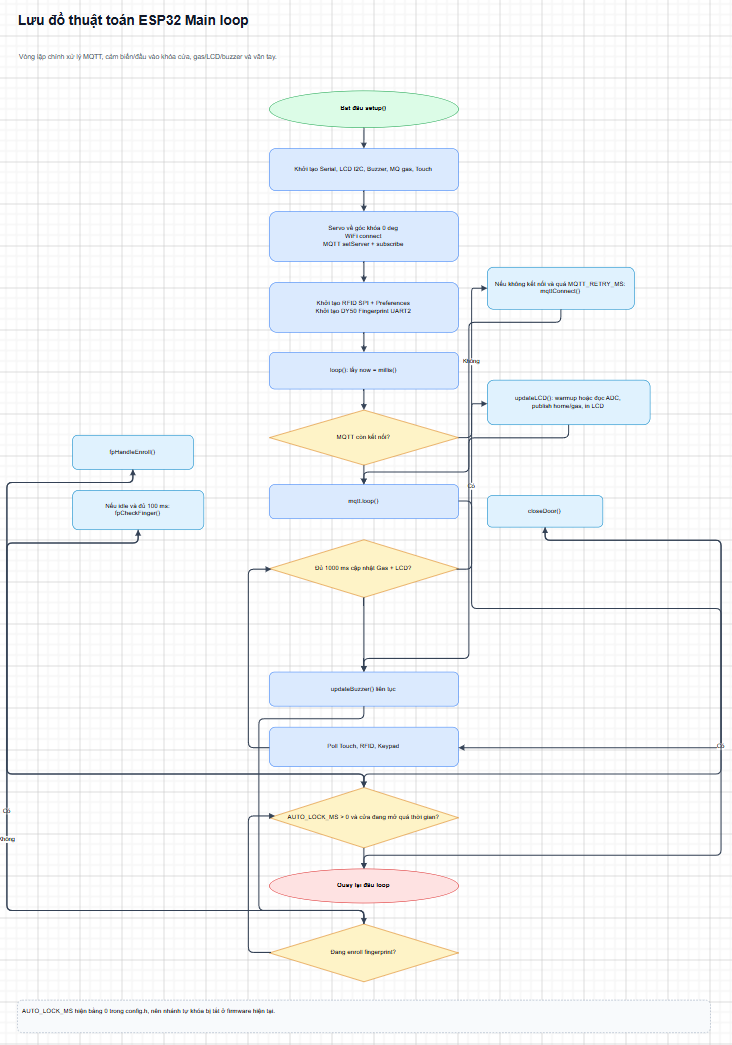 Lưu đồ thuật toán ESP32 Main loop
Vòng lặp chính xử lý MQTT, cảm biến/đầu vào khóa cửa, gas/LCD/buzzer và vân tay.
Bắt đầu setup()
Khởi tạo Serial, LCD I2C, Buzzer, MQ gas, Touch
Servo về góc khóa 0 deg
WiFi connect
MQTT setServer + subscribe
Nếu không kết nối và quá MQTT_RETRY_MS:
mqttConnect()
Khởi tạo RFID SPI + Preferences
Khởi tạo DY50 Fingerprint UART2
Không
loop(): lấy now = millis()
updateLCD(): warmup hoặc đọc ADC,
publish home/gas, in LCD
MQTT còn kết nối?
fpHandleEnroll()
Có
mqtt.loop()
Nếu idle và đủ 100 ms:
fpCheckFinger()
closeDoor()
Đủ 1000 ms cập nhật Gas + LCD?
updateBuzzer() liên tục
Poll Touch, RFID, Keypad
Có
Có
AUTO_LOCK_MS > 0 và cửa đang mở quá thời gian?
Không
Quay lại đầu loop
Đang enroll fingerprint?
AUTO_LOCK_MS hiện bằng 0 trong config.h, nên nhánh tự khóa bị tắt ở firmware hiện tại.